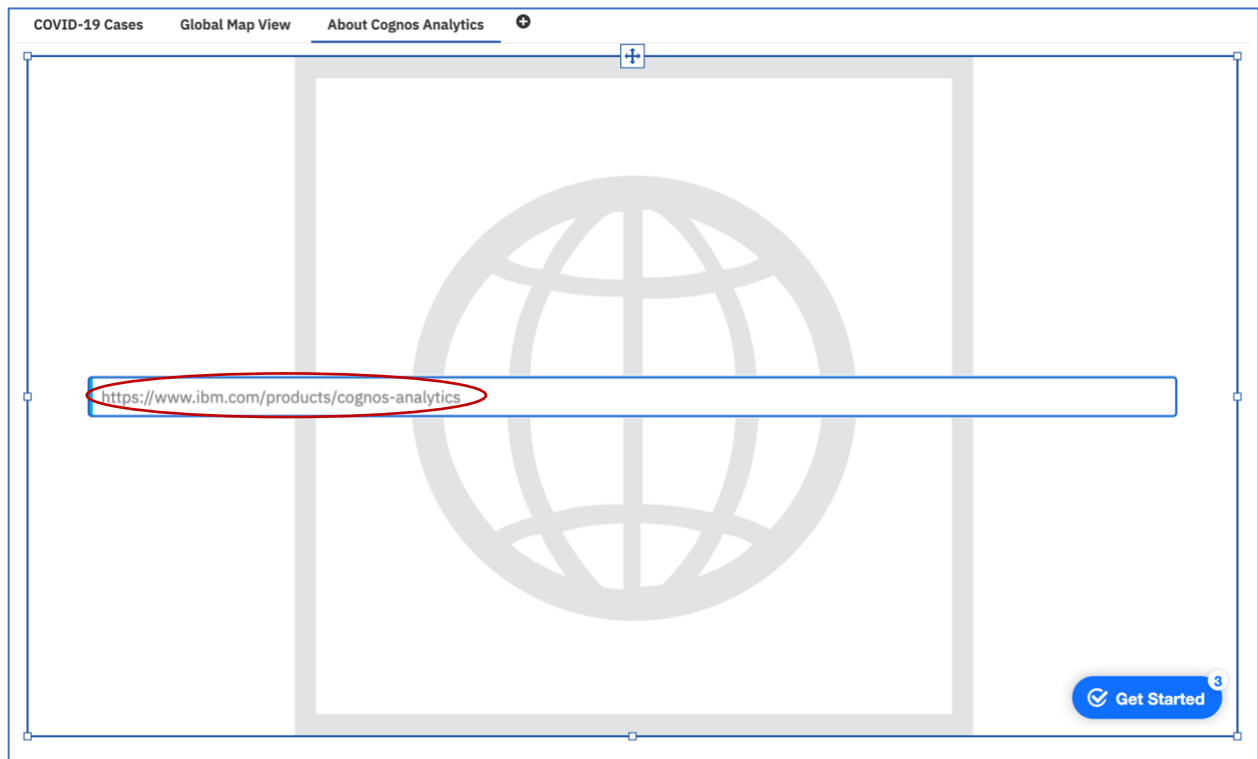 COVID-19 Cases Global Map View About Cognos Analytics
https://www.ibm.com/products/cognos-analytics
3
Get Started